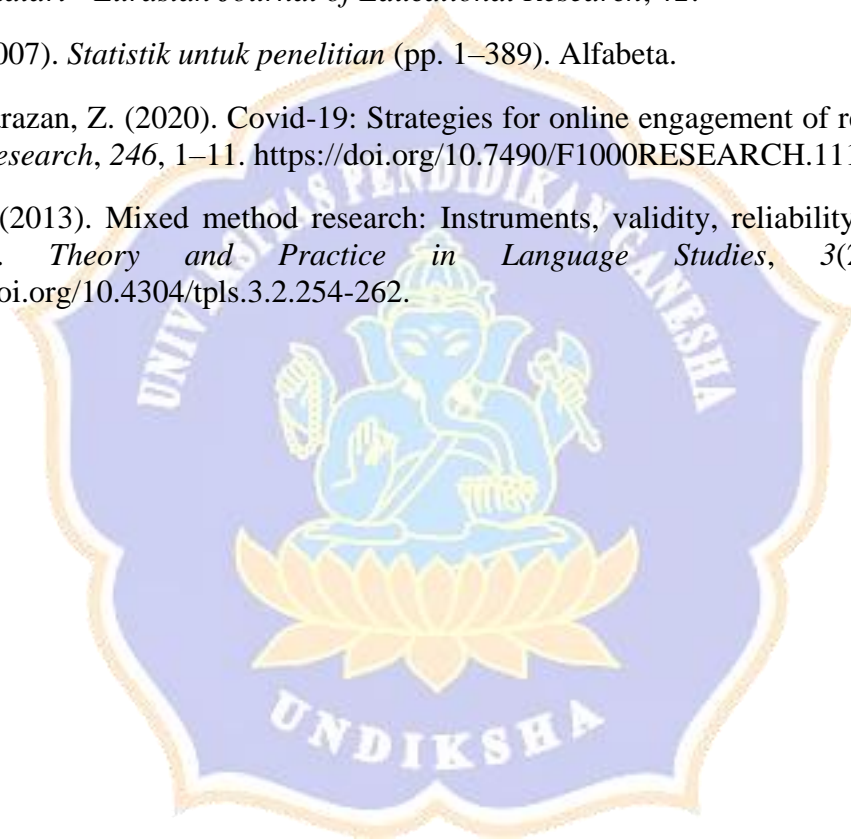 Eurasian Journal of Educational Research, 42.
007). Statistik untuk penelitian (pp. 1–389). Alfabeta.
arazan, Z. (2020). Covid-19: Strategies for online engagement of re
esearch, 246, 1–11. https://doi.org/10.7490/F1000RESEARCH.111
(2013). Mixed method research: Instruments, validity, reliability
. Theory and Practice in Language Studies, 3(2
oi.org/10.4304/tpls.3.2.254-262.
UNIVERSITAS PENDIDIKAN GANESHA
UNDIKSHA